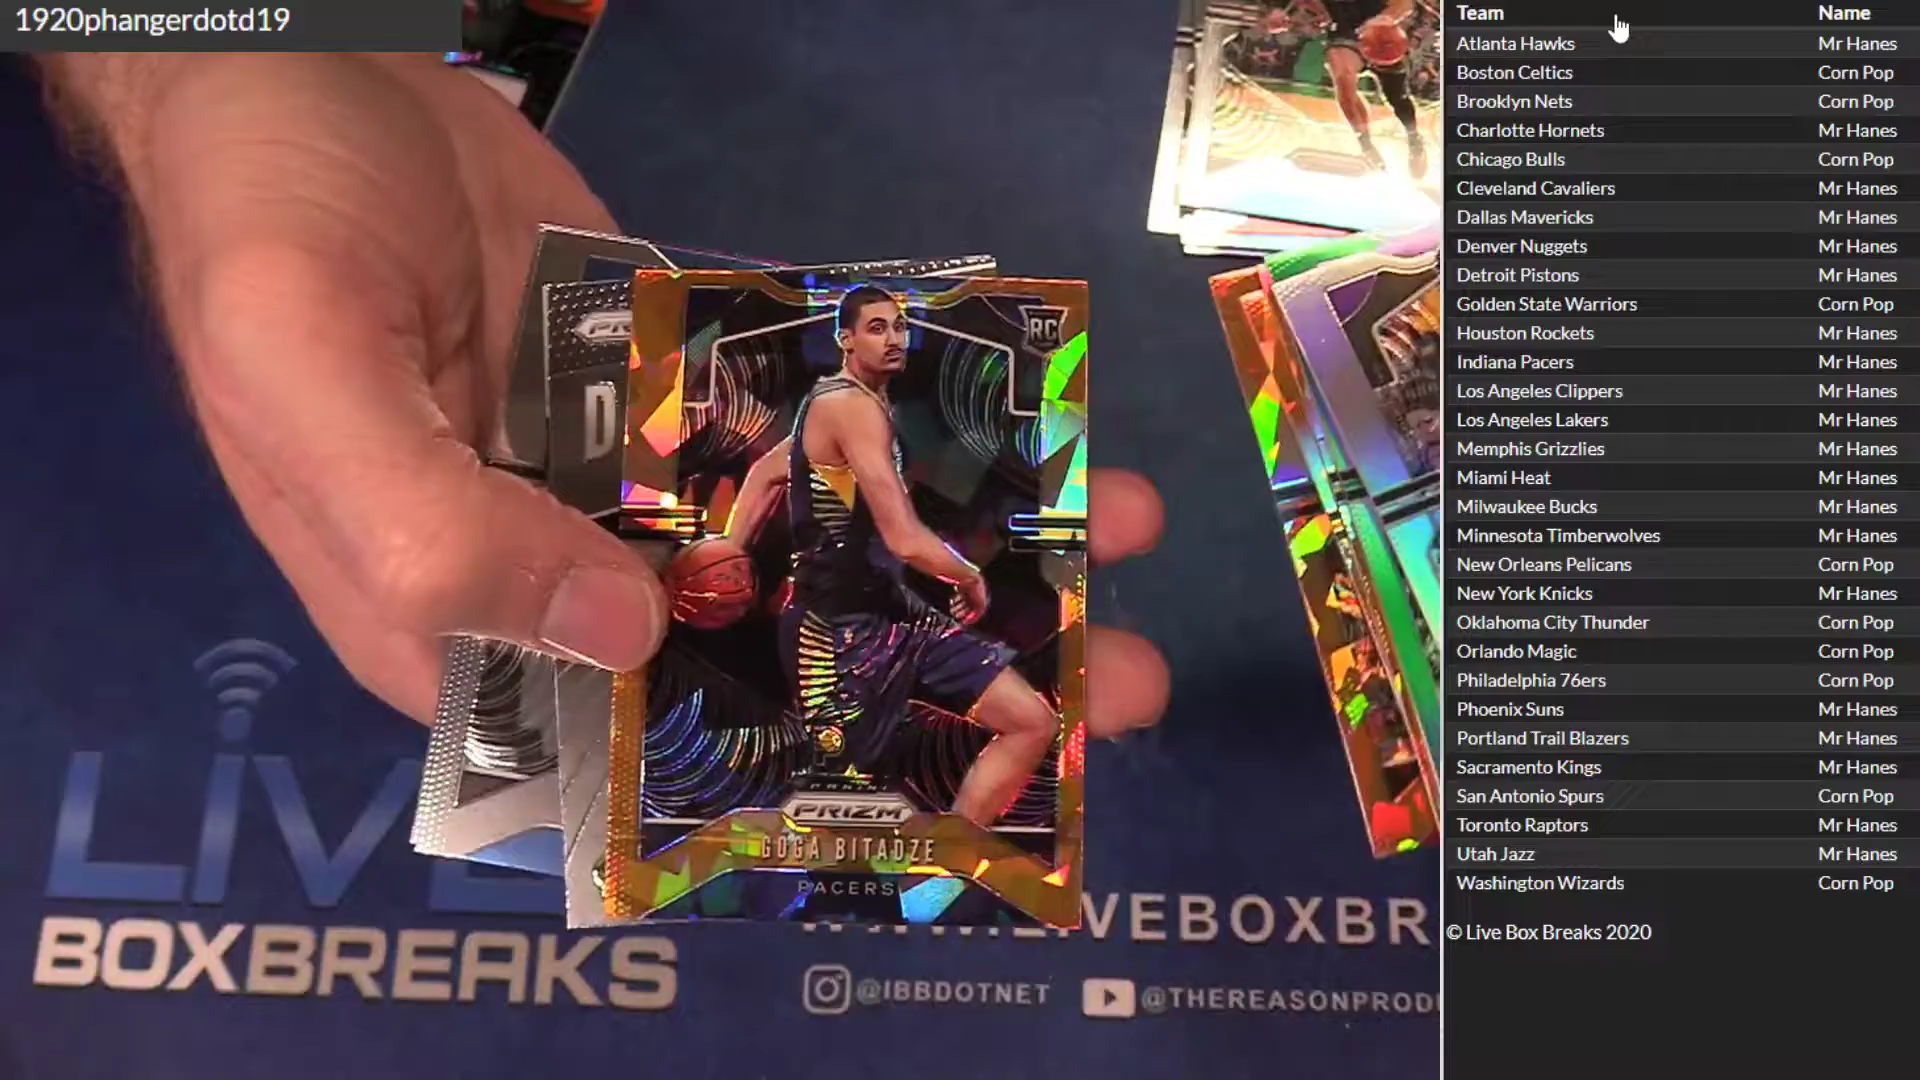 1920phangerdotd19
Team Name
Atlanta Hawks Mr Hanes
Boston Celtics Corn Pop
Brooklyn Nets Corn Pop
Charlotte Hornets Mr Hanes
Chicago Bulls Corn Pop
Cleveland Cavaliers Mr Hanes
Dallas Mavericks Mr Hanes
Denver Nuggets Mr Hanes
Detroit Pistons Mr Hanes
Golden State Warriors Corn Pop
Houston Rockets Mr Hanes
Indiana Pacers Mr Hanes
Los Angeles Clippers Mr Hanes
Los Angeles Lakers Mr Hanes
Memphis Grizzlies Mr Hanes
Miami Heat Mr Hanes
Milwaukee Bucks Mr Hanes
Minnesota Timberwolves Mr Hanes
New Orleans Pelicans Corn Pop
New York Knicks Mr Hanes
Oklahoma City Thunder Corn Pop
Orlando Magic Corn Pop
Philadelphia 76ers Corn Pop
Phoenix Suns Mr Hanes
Portland Trail Blazers Mr Hanes
Sacramento Kings Mr Hanes
San Antonio Spurs Corn Pop
Toronto Raptors Mr Hanes
Utah Jazz Mr Hanes
Washington Wizards Corn Pop
© Live Box Breaks 2020
RC
PANINI
PRIZM
GOGA BITADZE
PACERS
LIVE
BOXBREAKS
@IBBDOTNET